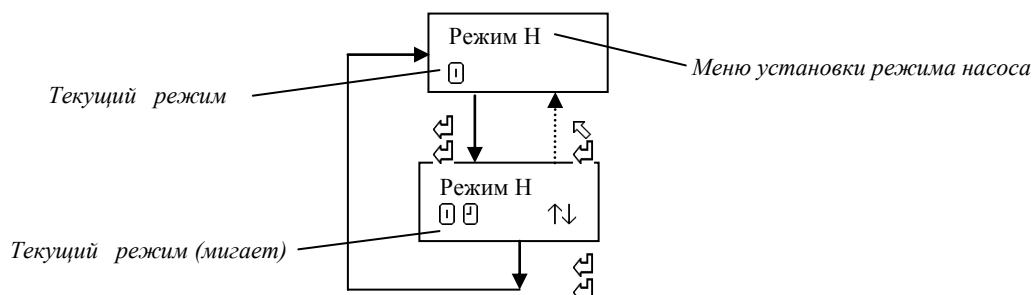 Режим Н
Меню установки режима насоса
Текущий режим
Режим Н
↑↓
Текущий режим (мигает)